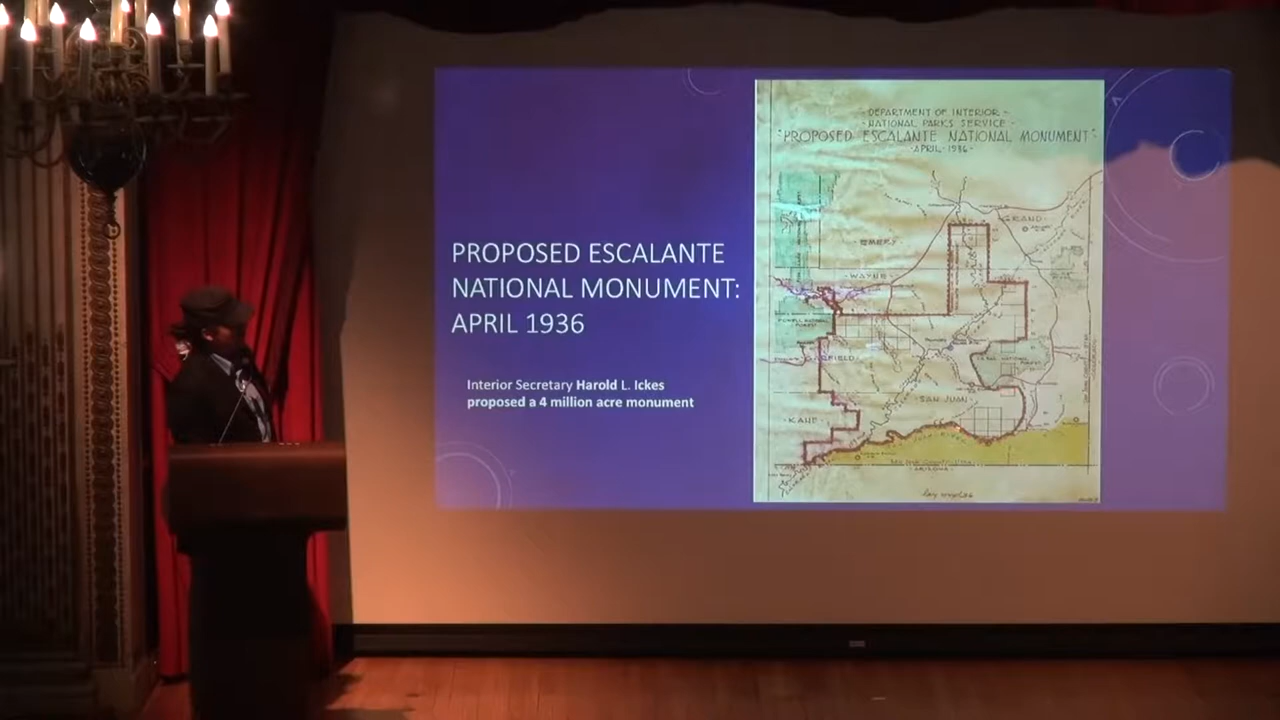 PROPOSED ESCALANTE
NATIONAL MONUMENT:
APRIL 1936
Interior Secretary Harold L. Ickes
proposed a 4 million acre monument
-DEPARTMENT OF INTERIOR-
-NATIONAL PARKS SERVICE-
"PROPOSED ESCALANTE NATIONAL MONUMENT"
-APRIL-1936-
GRAND
EMERY
-WAYNE-
GARFIELD
-SAN JUAN-
-KANE-
-ARIZONA-